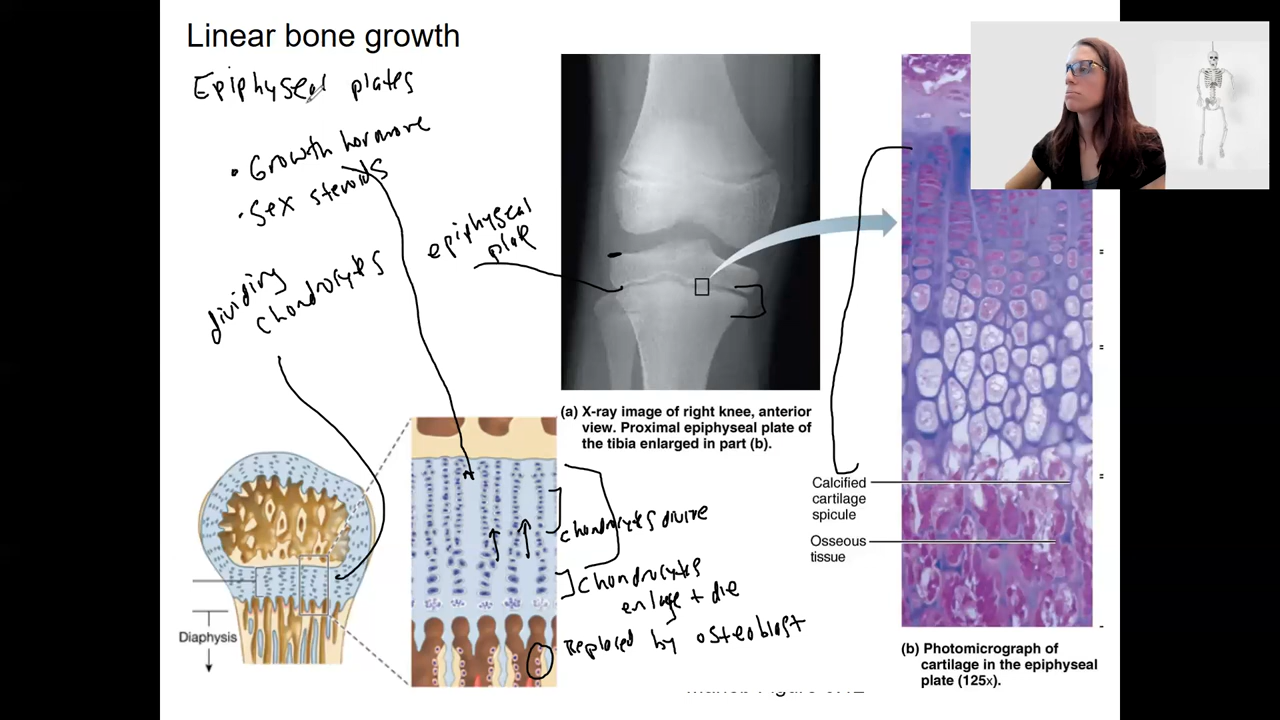 Linear bone growth
Epiphyseal plates
• Growth hormone
• Sex steroids
epiphyseal
plate
dividing
chondrocytes
(a) X-ray image of right knee, anterior
view. Proximal epiphyseal plate of
the tibia enlarged in part (b).
Calcified
cartilage
spicule
Osseous
tissue
chondrocytes divide
chondrocytes
enlage + die
Replaced by osteoblast
Diaphysis
(b) Photomicrograph of
cartilage in the epiphyseal
plate (125x).